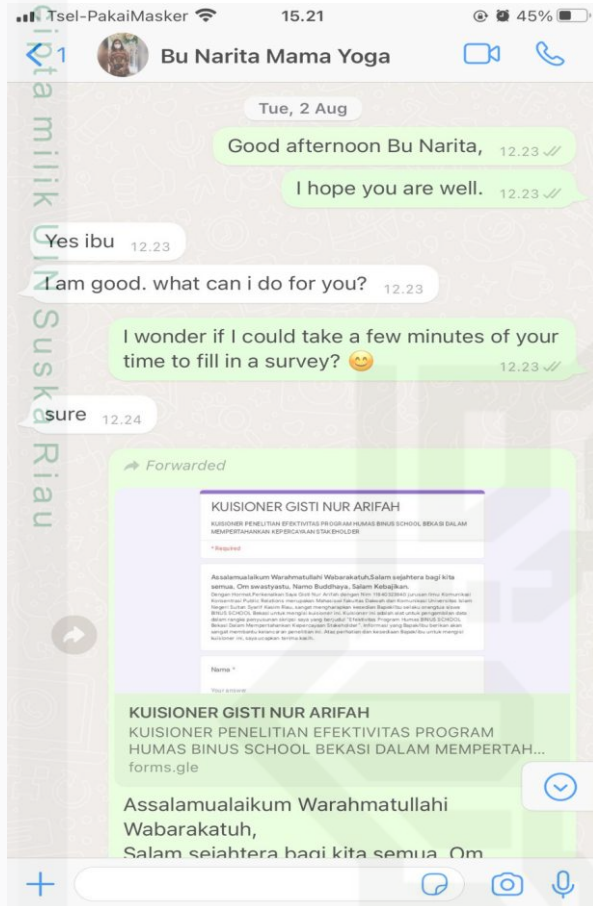 Tsel-PakaiMasker 15.21 45%
1 Bu Narita Mama Yoga
Tue, 2 Aug
Good afternoon Bu Narita, 12.23
I hope you are well. 12.23
Yes ibu 12.23
I am good. what can i do for you? 12.23
I wonder if I could take a few minutes of your
time to fill in a survey? 😊 12.23
sure 12.24
Forwarded
KUISIONER GISTI NUR ARIFAH
KUISIONER PENELITIAN EFEKTIVITAS PROGRAM HUMAS BINUS SCHOOL BEKASI DALAM
MEMPERTAHANKAN KEPERCAYAAN STAKEHOLDER
* Required
Assalamualaikum Warahmatullahi Wabarakatuh,Salam sejahtera bagi kita
semua, Om swastyastu, Namo Buddhaya, Salam Kebajikan.
Name *
Your answer
KUISIONER GISTI NUR ARIFAH
KUISIONER PENELITIAN EFEKTIVITAS PROGRAM
HUMAS BINUS SCHOOL BEKASI DALAM MEMPERTAH...
forms.gle
Assalamualaikum Warahmatullahi
Wabarakatuh,
Salam sejahtera bagi kita semua, Om
Cipta milik UIN Suska Riau